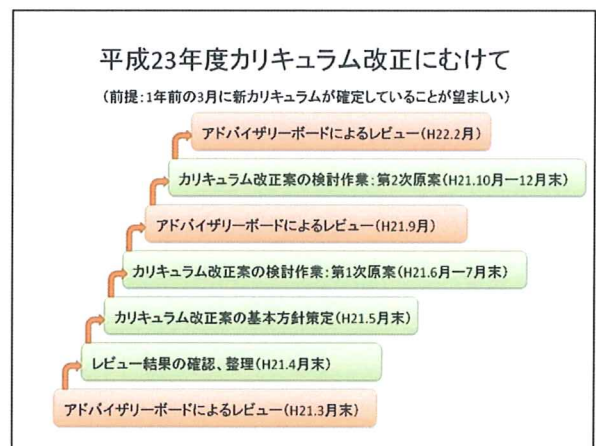 平成23年度カリキュラム改正にむけて
(前提:1年前の3月に新カリキュラムが確定していることが望ましい)
アドバイザリーボードによるレビュー(H22.2月)
カリキュラム改正案の検討作業:第2次原案(H21.10月ー12月末)
アドバイザリーボードによるレビュー(H21.9月)
カリキュラム改正案の検討作業:第1次原案(H21.6月ー7月末)
カリキュラム改正案の基本方針策定(H21.5月末)
レビュー結果の確認、整理(H21.4月末)
アドバイザリーボードによるレビュー(H21.3月末)